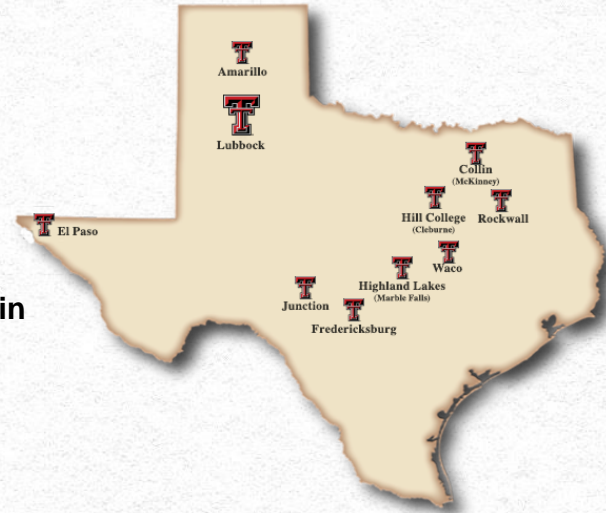 Amarillo
Lubbock
Collin
(McKinney)
Hill College
(Cleburne)
Rockwall
El Paso
Waco
Highland Lakes
(Marble Falls)
Junction
Fredericksburg
in